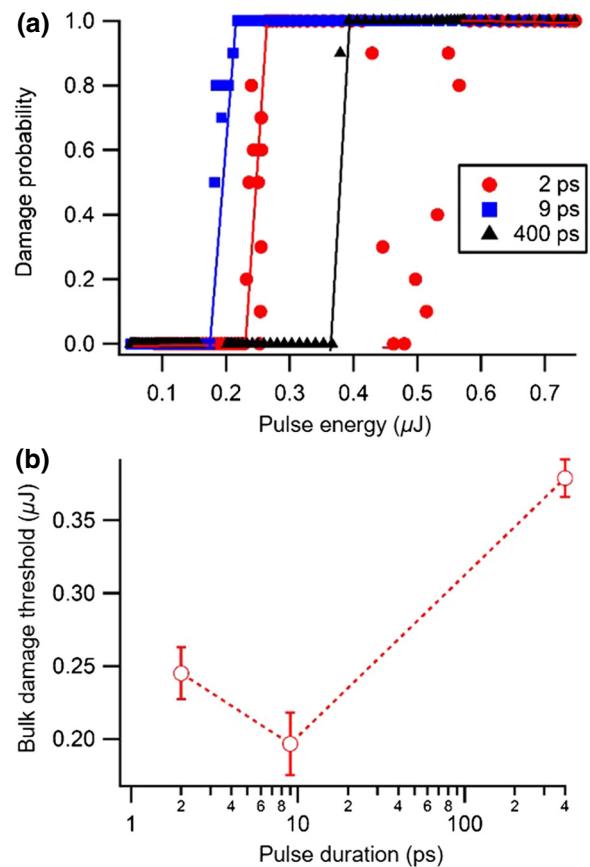 (a)
Damage probability
1.0
0.8
0.6
0.4
0.2
0.0
2 ps
9 ps
400 ps
0.1 0.2 0.3 0.4 0.5 0.6 0.7
Pulse energy (μJ)
(b)
Bulk damage threshold (μJ)
0.35
0.30
0.25
0.20
1 2 4 6 8 10 2 4 6 8 100 2 4
Pulse duration (ps)